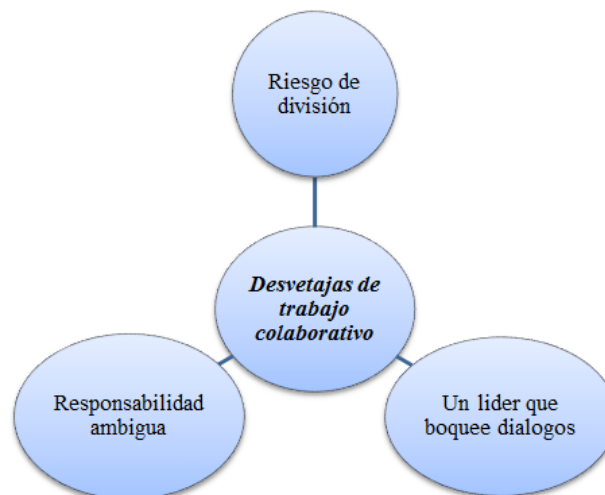 Riesgo de
división
Desvetajas de
trabajo
colaborativo
Responsabilidad
ambigua
Un lider que
boquee dialogos